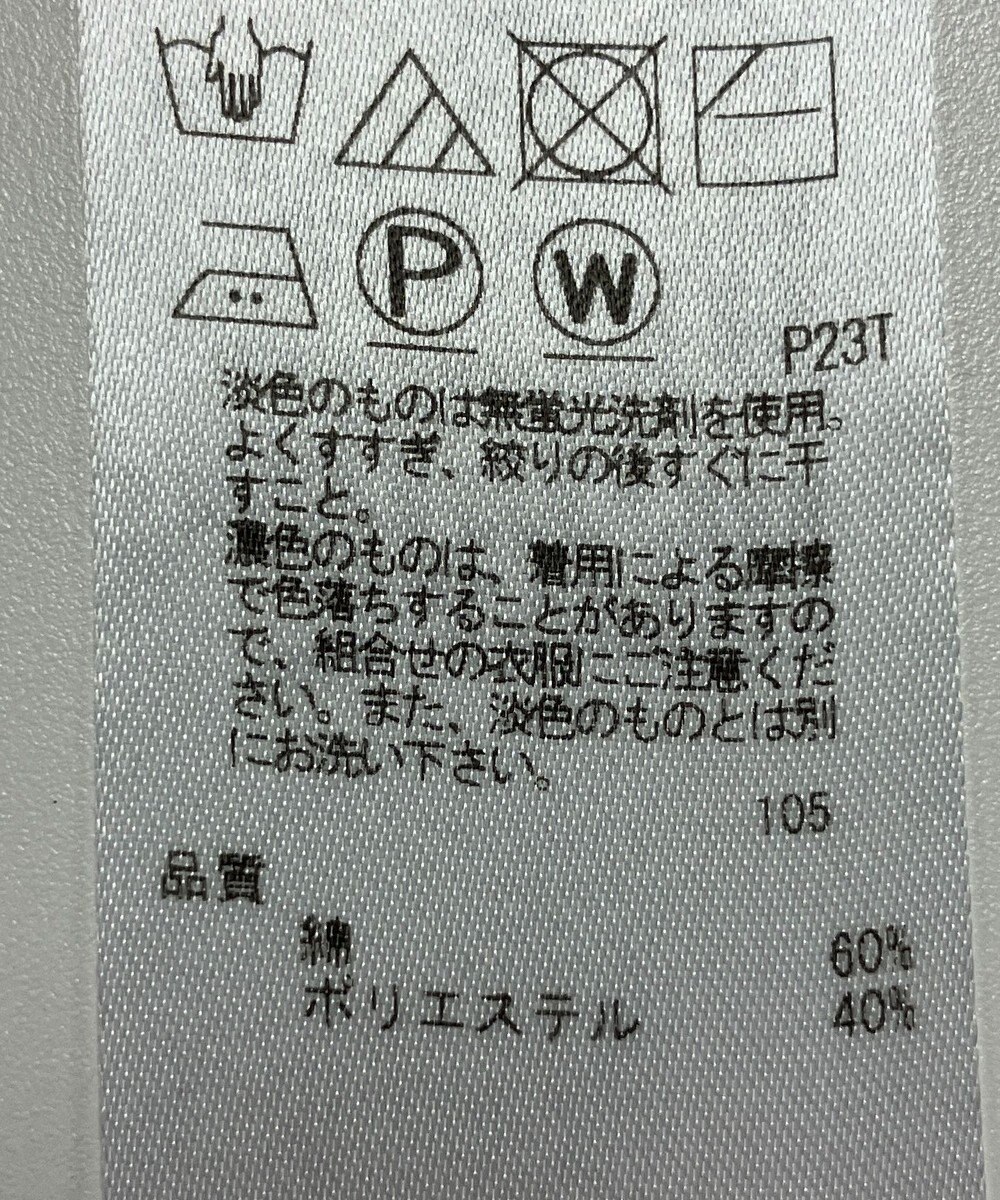 P W
P23T
淡色のものは無蛍光洗剤を使用。
よくすすぎ、絞りの後すぐに干
すこと。
濃色のものは、着用による摩擦
で色落ちすることがありますの
で、組合せの衣服にご注意くだ
さい。また、淡色のものとは別
にお洗い下さい。
105
品質
綿 60%
ポリエステル 40%